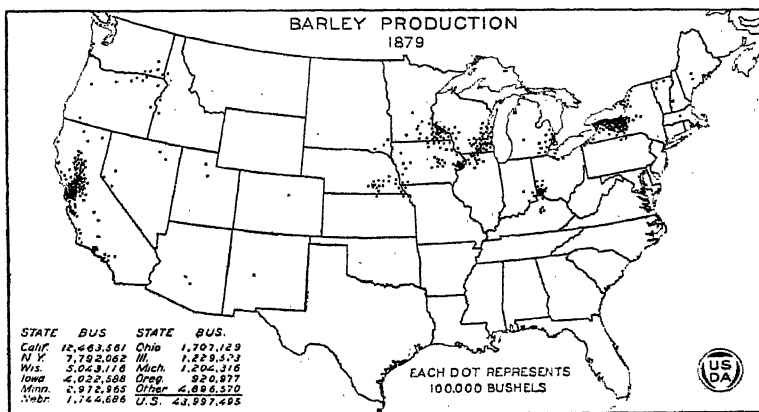 BARLEY PRODUCTION
1879
STATE BUS STATE BUS.
Calif. 12,463,561 Ohio 1,707,129
N Y. 7,792,062 Ill. 1,229,523
Wis. 5,043,118 Mich. 1,204,316
Iowa 4,022,588 Oreg. 920,977
Minn. 2,972,965 Other 4,896,570
Nebr. 1,744,686 U.S. 43,997,495
EACH DOT REPRESENTS
100,000 BUSHELS
US
DA